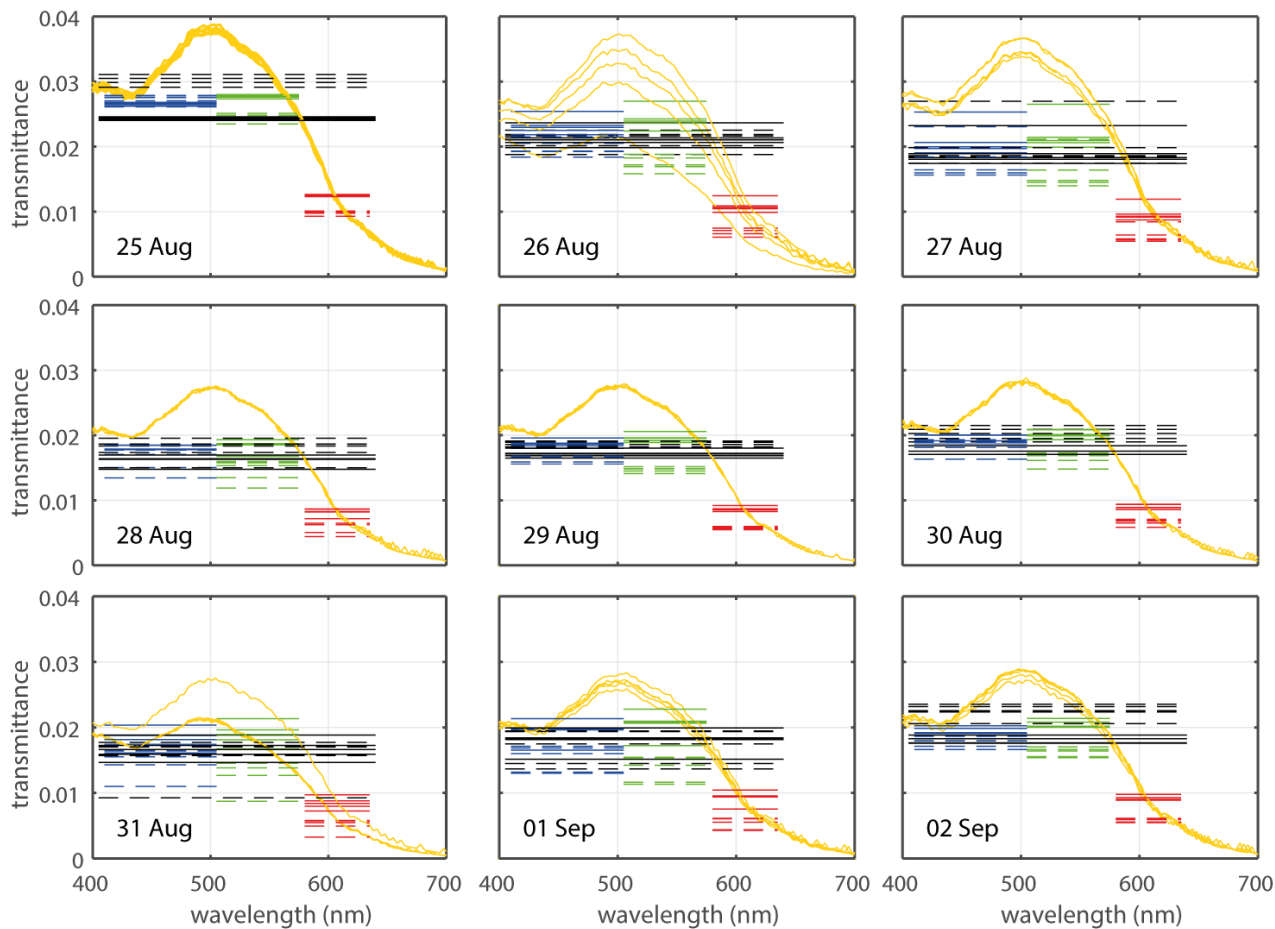 0.04
0.03
0.02
0.01
0
transmittance
25 Aug
26 Aug
27 Aug
0.04
0.03
0.02
0.01
0
transmittance
28 Aug
29 Aug
30 Aug
0.04
0.03
0.02
0.01
0
transmittance
31 Aug
01 Sep
02 Sep
400 500 600 700 400 500 600 700 400 500 600 700
wavelength (nm) wavelength (nm) wavelength (nm)